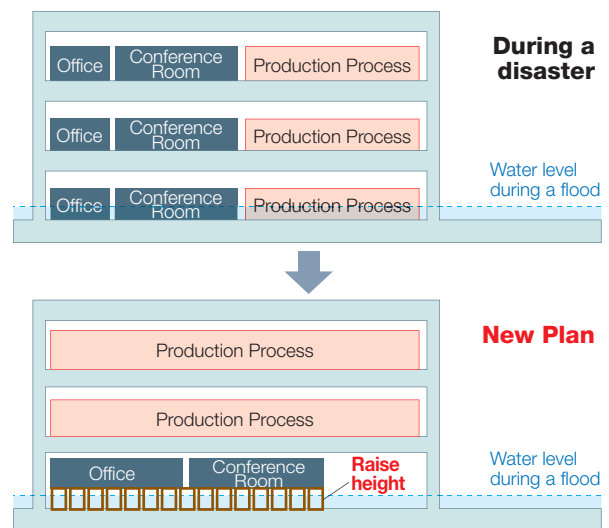 During a
disaster
Office
Conference
Room
Production Process
Office
Conference
Room
Production Process
Water level
during a flood
Office
Conference
Room
Production Process
New Plan
Production Process
Production Process
Office
Conference
Room
Raise
height
Water level
during a flood